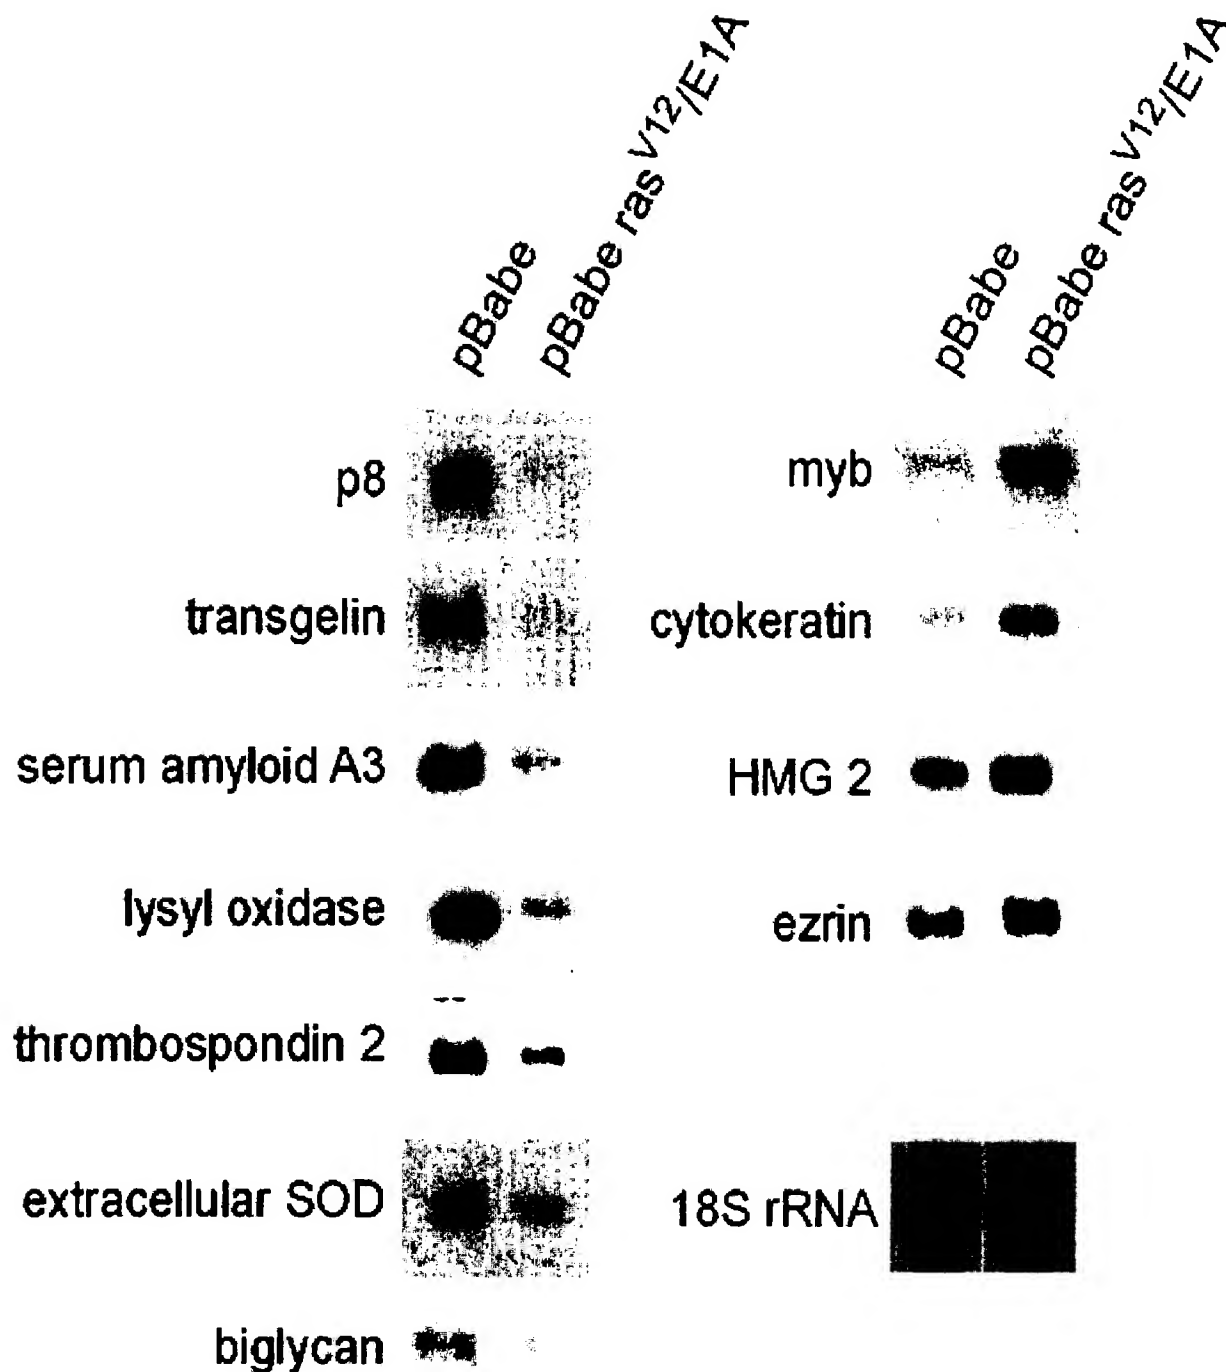 pBabe
pBabe ras V12/E1A
pBabe
pBabe ras V12/E1A
p8
transgelin
serum amyloid A3
lysyl oxidase
thrombospondin 2
extracellular SOD
biglycan
myb
cytokeratin
HMG 2
ezrin
18S rRNA